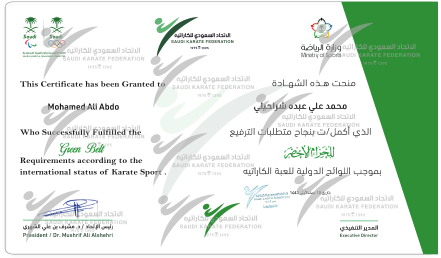 الاتحاد السعودي للكاراتيه
SAUDI KARATE FEDERATION
وزارة الرياضة
Ministry of Sports
This Certificate has been Granted to
منحت هذه الشهادة
Mohamed Ali Abdo
محمد علي عبده شراحيلي
Who Successfully Fulfilled the
الذي أكمل/ت بنجاح متطلبات الترفيع
Green Belt
للحزام الأخضر
Requirements according to the
international status of Karate Sport .
بموجب اللوائح الدولية للعبة الكاراتيه
الاتحاد السعودي للكاراتيه
SAUDI KARATE FEDERATION
رئيس الإتحاد / د. مشرف بن علي الشهري
President / Dr. Mushrif Ali Alshehri
المدير التنفيذي
Executive Director